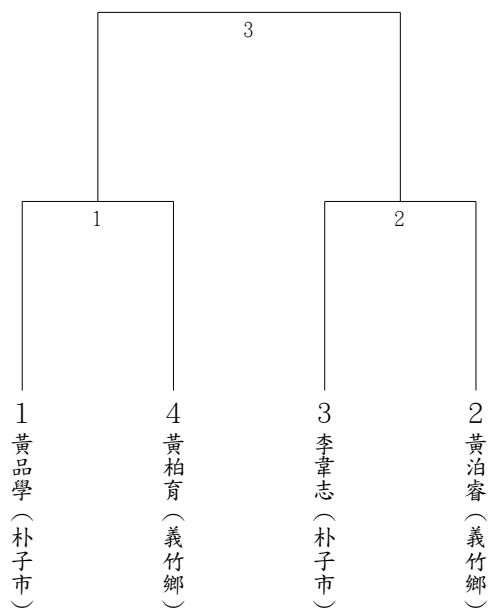 3
1
2
1 黃品學(朴子市)
4 黃柏育(義竹鄉)
3 李韋志(朴子市)
2 黃泊睿(義竹鄉)